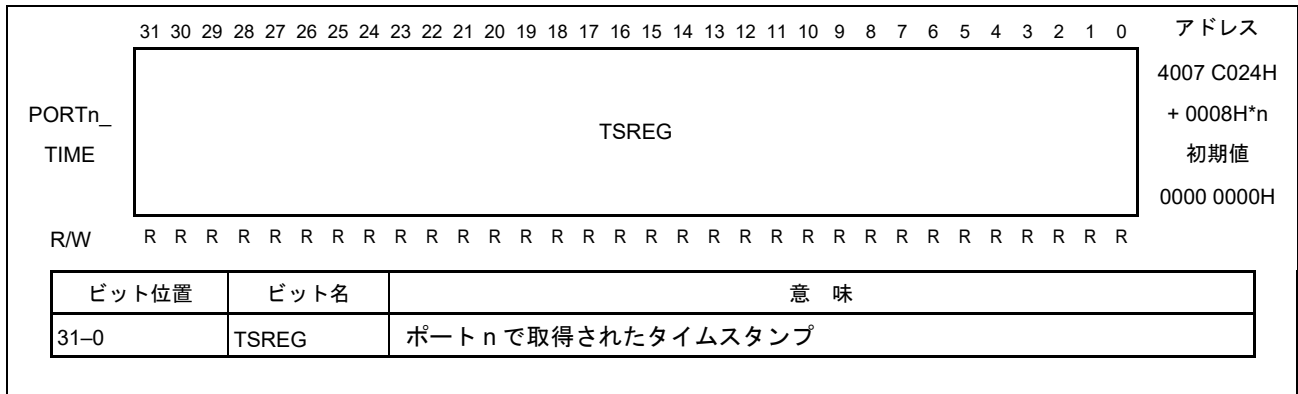 31 30 29 28 27 26 25 24 23 22 21 20 19 18 17 16 15 14 13 12 11 10 9 8 7 6 5 4 3 2 1 0 アドレス
4007 C024H
PORTn_
TIME
TSREG
+ 0008H*n
初期値
0000 0000H
R/W R R R R R R R R R R R R R R R R R R R R R R R R R R R R R R R R
ビット位置 ビット名 意 味
31–0 TSREG ポート n で取得されたタイムスタンプ